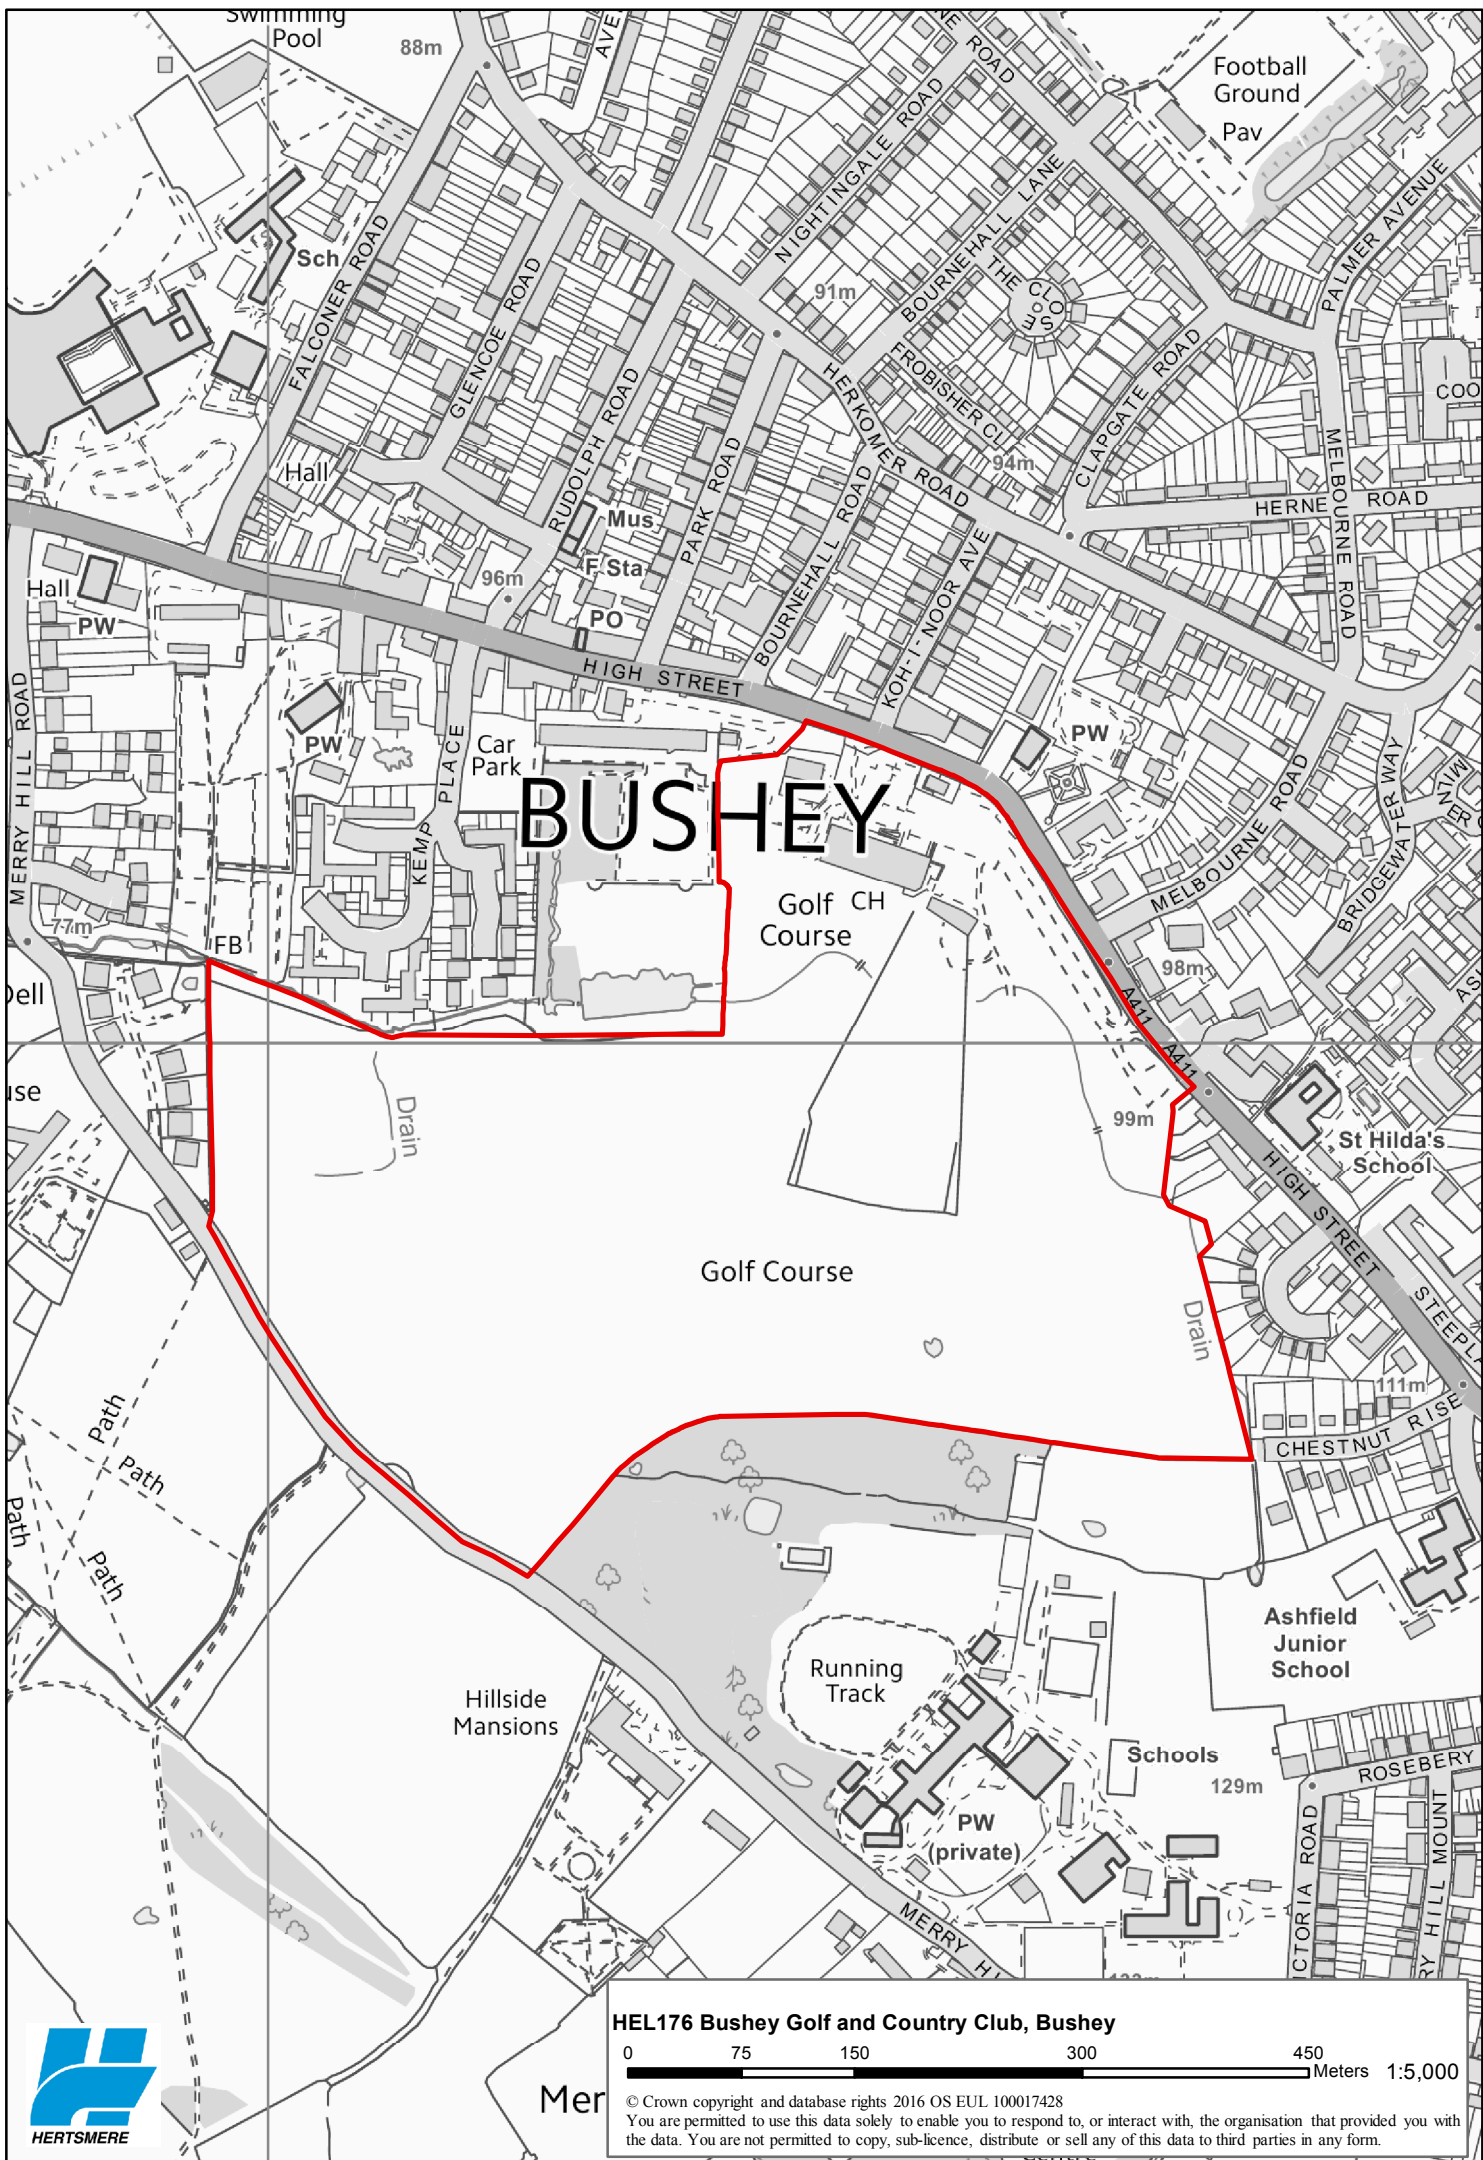 Swimming
Pool
88m
AVE
NE ROAD
Football
Ground
Pav
NIGHTINGALE ROAD
BOURNEHALL LANE
PALMER AVENUE
Sch
FALCONER ROAD
GLENCOE ROAD
91m
THE CLOSE
FROBISHER CL
HERKOMER ROAD
CLAPGATE ROAD
COO
RUDOLPH ROAD
PARK ROAD
BOURNEHALL ROAD
94m
MELBOURNE ROAD
HERNE ROAD
Hall
Mus
F Sta
96m
PO
KOH-I-NOOR AVE
Hall
PW
HIGH STREET
MERRY HILL ROAD
PW
Car
Park
KEMP PLACE
BUSHEY
PW
MELBOURNE ROAD
BRIDGEWATER WAY
MILNER C
Golf
Course
CH
77m
FB
98m
AS
Dell
A411
A411
use
Drain
99m
St Hilda's
School
HIGH STREET
Golf Course
Drain
STEEPLA
111m
CHESTNUT RISE
Path
Path
Path
Path
Ashfield
Junior
School
Running
Track
Hillside
Mansions
Schools
129m
ROSEBERY
PW
(private)
VICTORIA ROAD
RY HILL MOUNT
MERRY HI
Mer
HEL176 Bushey Golf and Country Club, Bushey
0 75 150 300 450
Meters 1:5,000
© Crown copyright and database rights 2016 OS EUL 100017428
You are permitted to use this data solely to enable you to respond to, or interact with, the organisation that provided you with
the data. You are not permitted to copy, sub-licence, distribute or sell any of this data to third parties in any form.
HERTSMERE